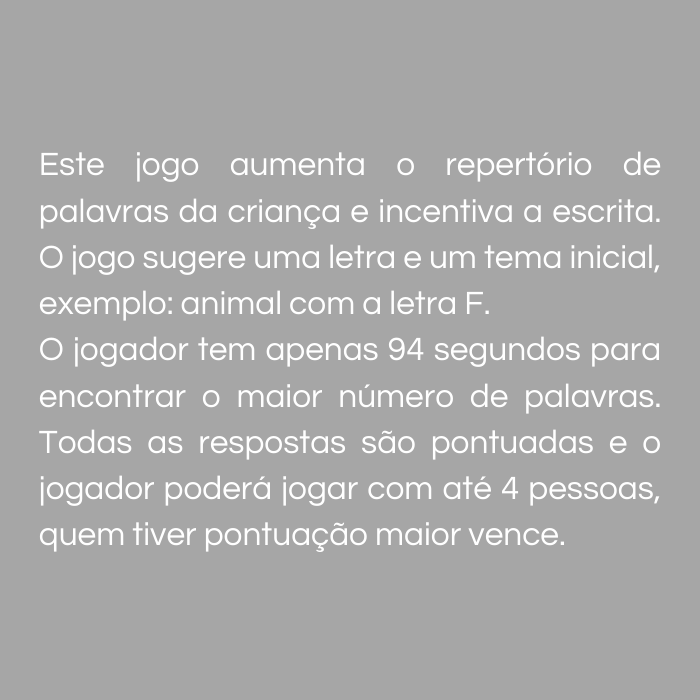 Este jogo aumenta o repertório de
palavras da criança e incentiva a escrita.
O jogo sugere uma letra e um tema inicial,
exemplo: animal com a letra F.
O jogador tem apenas 94 segundos para
encontrar o maior número de palavras.
Todas as respostas são pontuadas e o
jogador poderá jogar com até 4 pessoas,
quem tiver pontuação maior vence.